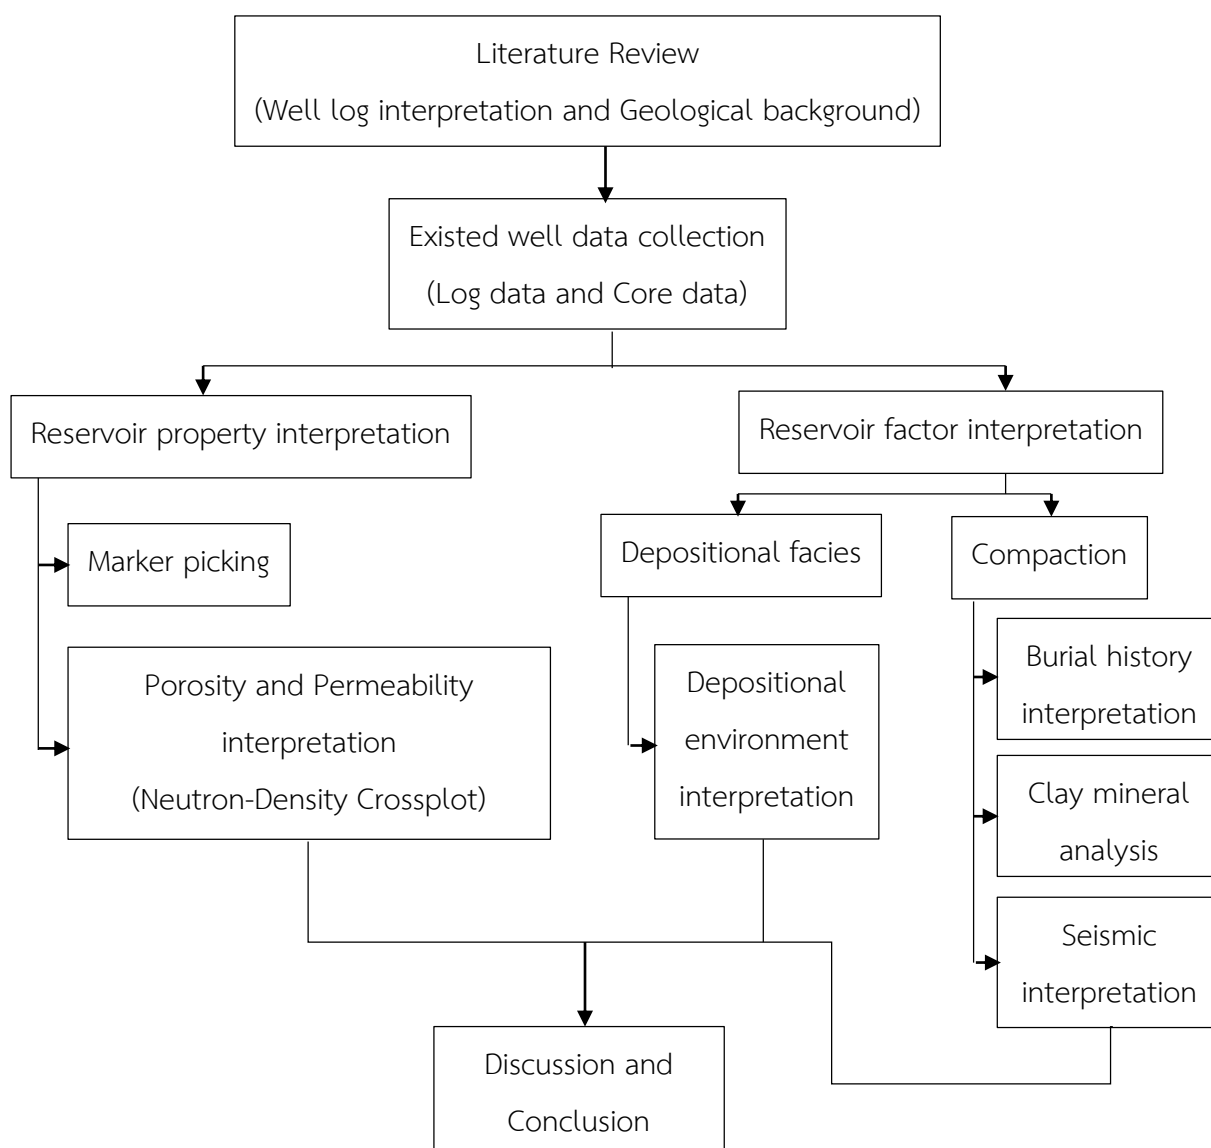 Literature Review
(Well log interpretation and Geological background)
Existed well data collection
(Log data and Core data)
Reservoir property interpretation
Marker picking
Porosity and Permeability
interpretation
(Neutron-Density Crossplot)
Reservoir factor interpretation
Depositional facies
Depositional
environment
interpretation
Compaction
Burial history
interpretation
Clay mineral
analysis
Seismic
interpretation
Discussion and
Conclusion